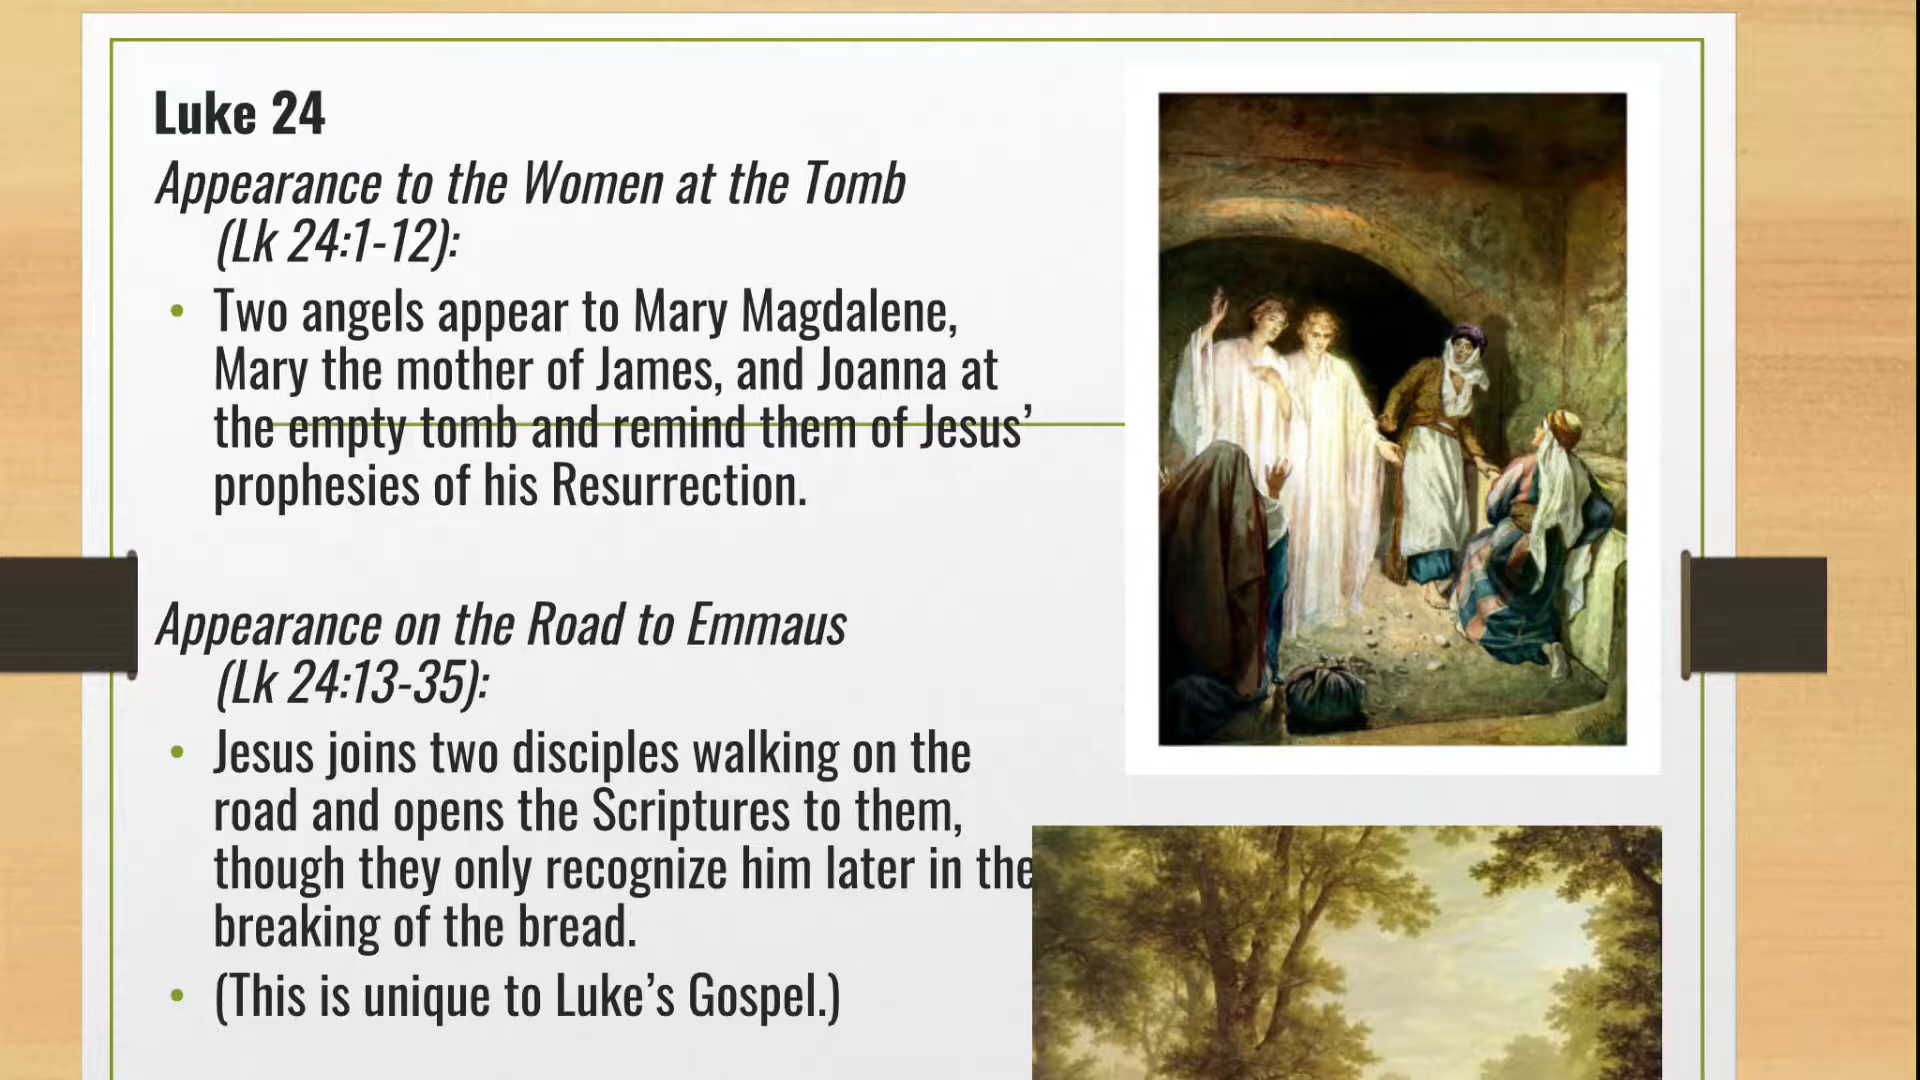 Luke 24
Appearance to the Women at the Tomb
(Lk 24:1-12):
• Two angels appear to Mary Magdalene,
Mary the mother of James, and Joanna at
the empty tomb and remind them of Jesus’
prophesies of his Resurrection.
Appearance on the Road to Emmaus
(Lk 24:13-35):
• Jesus joins two disciples walking on the
road and opens the Scriptures to them,
though they only recognize him later in the
breaking of the bread.
• (This is unique to Luke’s Gospel.)